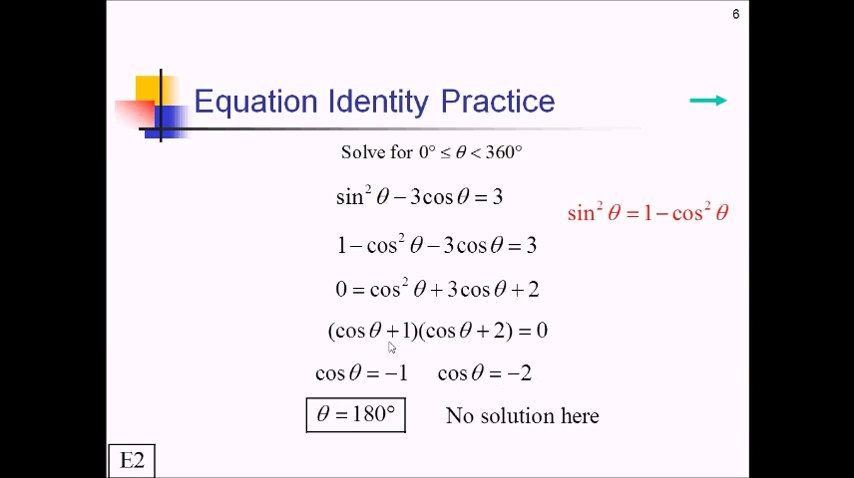 6
Equation Identity Practice
Solve for 0° ≤ θ < 360°
sin² θ − 3cos θ = 3
sin² θ = 1 − cos² θ
1 − cos² θ − 3cos θ = 3
0 = cos² θ + 3cos θ + 2
(cos θ + 1)(cos θ + 2) = 0
cos θ = −1 cos θ = −2
θ = 180° No solution here
E2